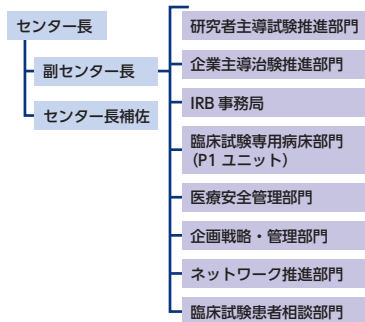 センター長
副センター長
センター長補佐
研究者主導試験推進部門
企業主導治験推進部門
IRB 事務局
臨床試験専用病床部門
(P1 ユニット)
医療安全管理部門
企画戦略・管理部門
ネットワーク推進部門
臨床試験患者相談部門